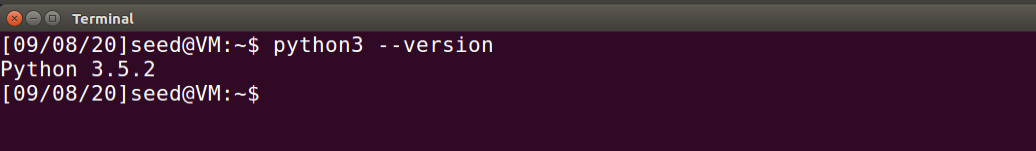 Terminal
[09/08/20]seed@VM:~$ python3 --version
Python 3.5.2
[09/08/20]seed@VM:~$